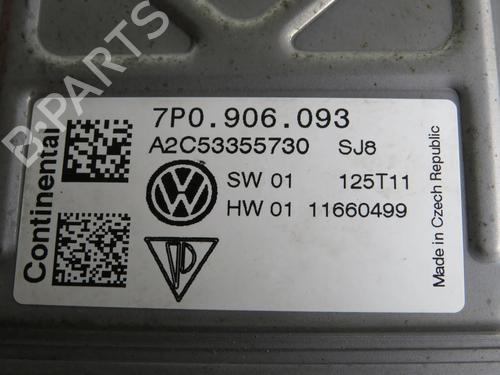 7P0.906.093
A2C53355730 SJ8
SW 01 125T11
HW 01 11660499
Continental
Made in Czech Republic
B-PARTS